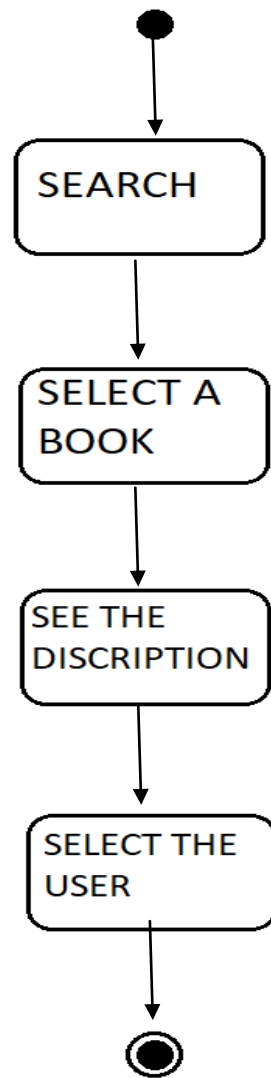 SEARCH
SELECT A
BOOK
SEE THE
DISCRIPTION
SELECT THE
USER